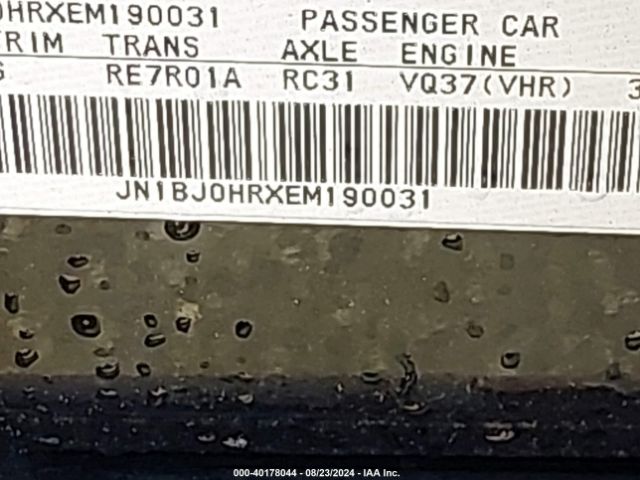 0HRXEM190031 PASSENGER CAR
TRIM TRANS AXLE ENGINE
RE7R01A RC31 VQ37(VHR) 3
JN1BJ0HRXEM190031
000-40178044 - 08/23/2024 - IAA Inc.